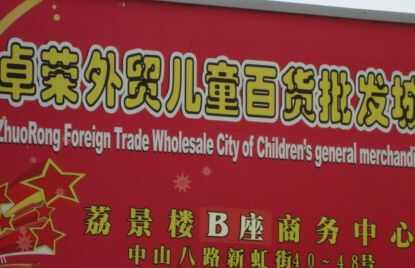 卓荣外贸儿童百货批发城
ZhuoRong Foreign Trade Wholesale City of Children's general merchandi
荔景楼B座商务中心
中山八路新虹街40~48号